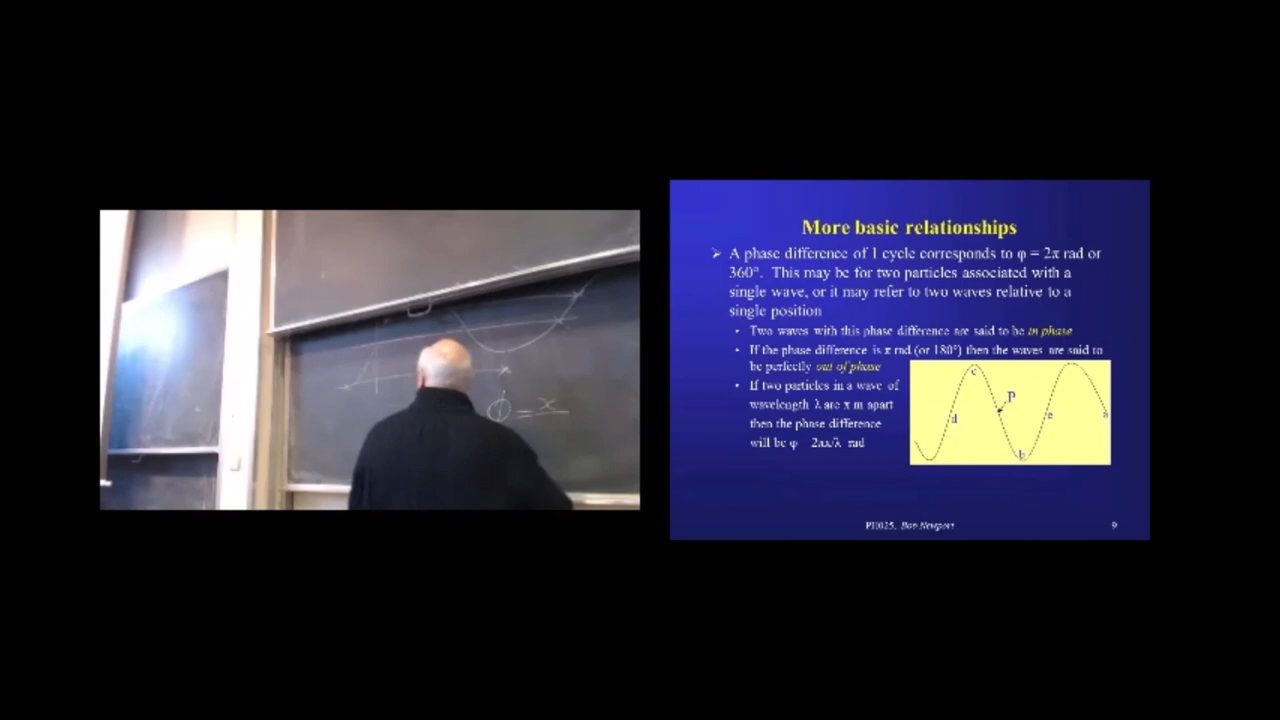 ϕ = x
More basic relationships
➢ A phase difference of 1 cycle corresponds to φ = 2π rad or
360°. This may be for two particles associated with a
single wave, or it may refer to two waves relative to a
single position
• Two waves with this phase difference are said to be in phase
• If the phase difference is π rad (or 180°) then the waves are said to
be perfectly out of phase
• If two particles in a wave of
wavelength λ are x m apart
then the phase difference
will be φ 2πx/λ rad
c
P
d
e
a
b
PH025, Bob Newport
9